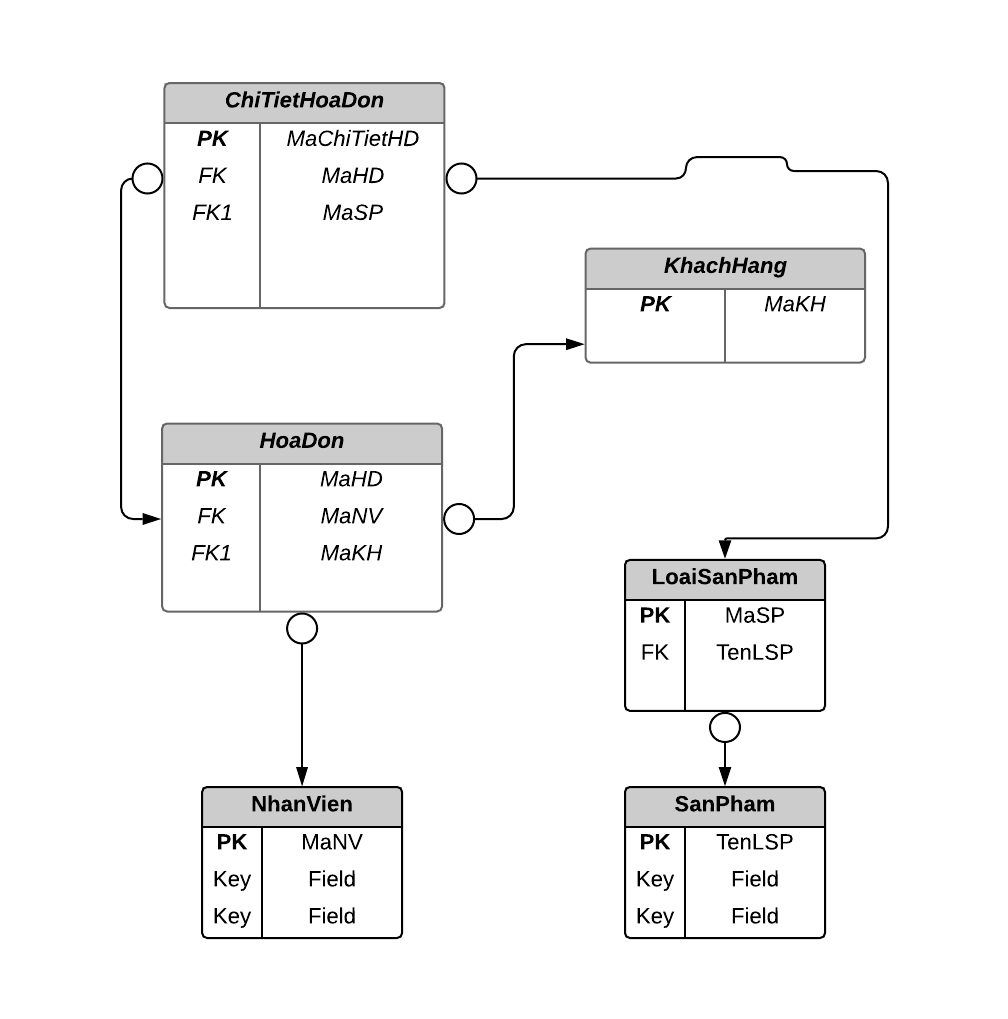 ChiTietHoaDon
PK MaChiTietHD
FK MaHD
FK1 MaSP
KhachHang
PK MaKH
HoaDon
PK MaHD
FK MaNV
FK1 MaKH
LoaiSanPham
PK MaSP
FK TenLSP
NhanVien
PK MaNV
Key Field
Key Field
SanPham
PK TenLSP
Key Field
Key Field